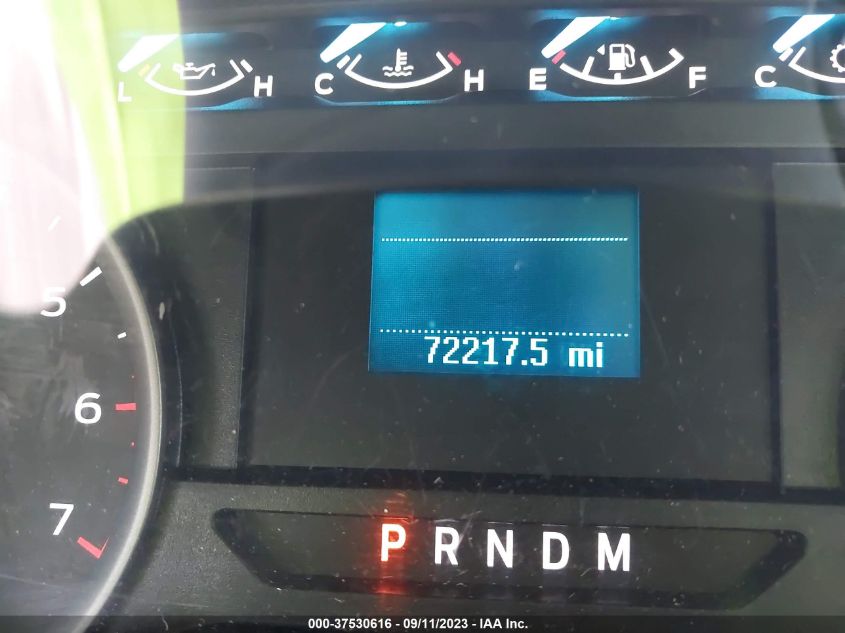 L H C H E F C
5
6
7
72217.5 mi
P R N D M
000-37530616 - 09/11/2023 - IAA Inc.